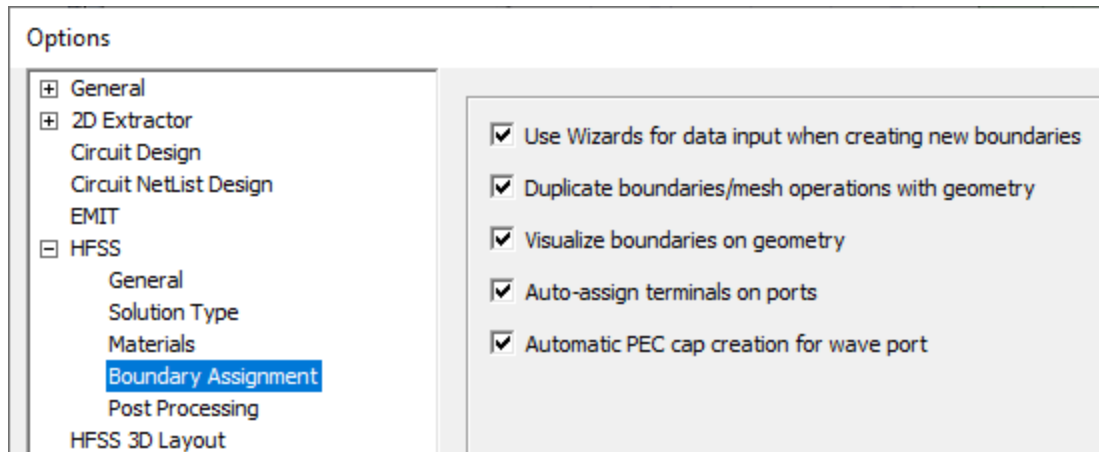 Options
General
2D Extractor
Circuit Design
Circuit NetList Design
EMIT
HFSS
General
Solution Type
Materials
Boundary Assignment
Post Processing
HFSS 3D Layout
Use Wizards for data input when creating new boundaries
Duplicate boundaries/mesh operations with geometry
Visualize boundaries on geometry
Auto-assign terminals on ports
Automatic PEC cap creation for wave port